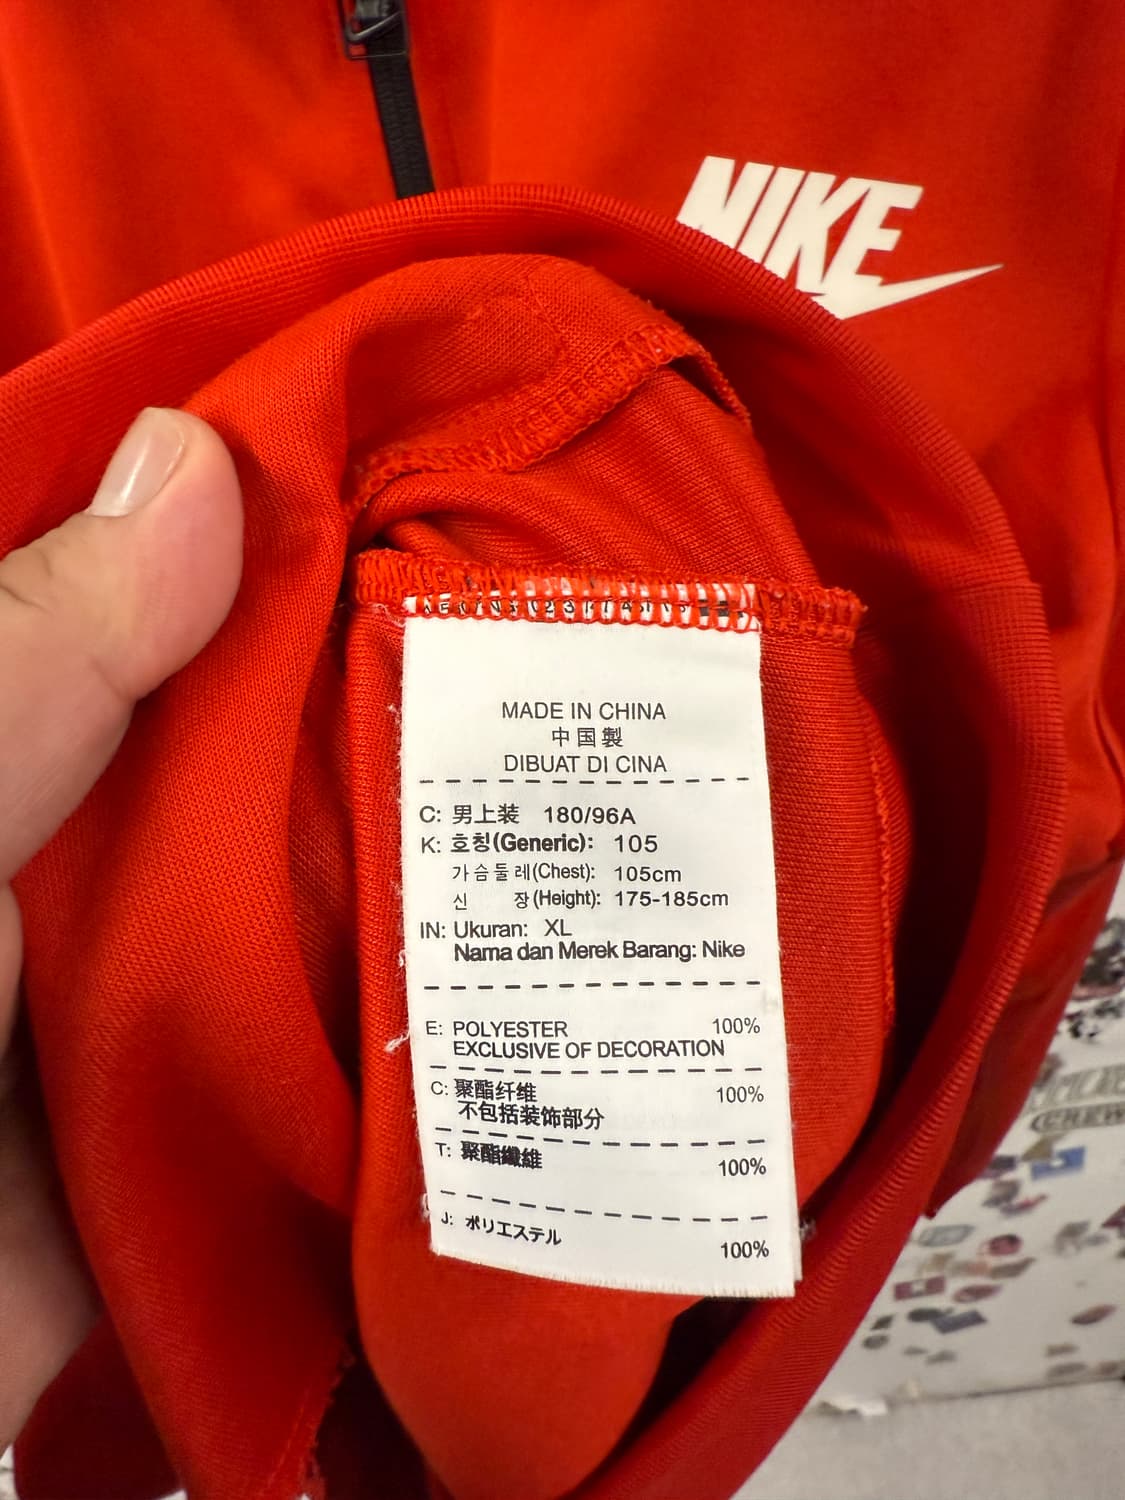 NIKE
MADE IN CHINA
中国製
DIBUAT DI CINA
C: 男上装 180/96A
K: 호칭(Generic): 105
가슴둘레(Chest): 105cm
신 장(Height): 175-185cm
IN: Ukuran: XL
Nama dan Merek Barang: Nike
E: POLYESTER 100%
EXCLUSIVE OF DECORATION
C: 聚酯纤维 100%
不包括装饰部分
T: 聚酯纖維 100%
J: ポリエステル 100%
CREW